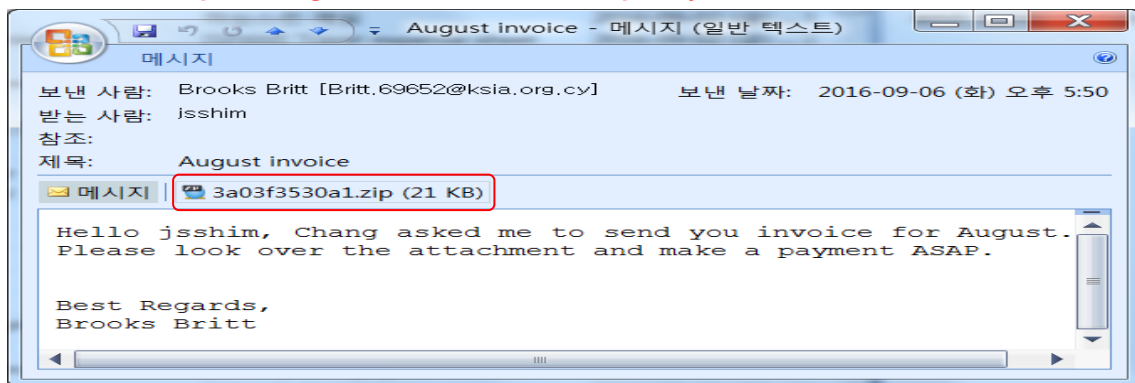 August invoice - 메시지 (일반 텍스트)
메시지
보낸 사람: Brooks Britt [Britt.69652@ksia.org.cy] 보낸 날짜: 2016-09-06 (화) 오후 5:50
받는 사람: jsshim
참조:
제목: August invoice
메시지 3a03f3530a1.zip (21 KB)
Hello jsshim, Chang asked me to send you invoice for August.
Please look over the attachment and make a payment ASAP.
Best Regards,
Brooks Britt